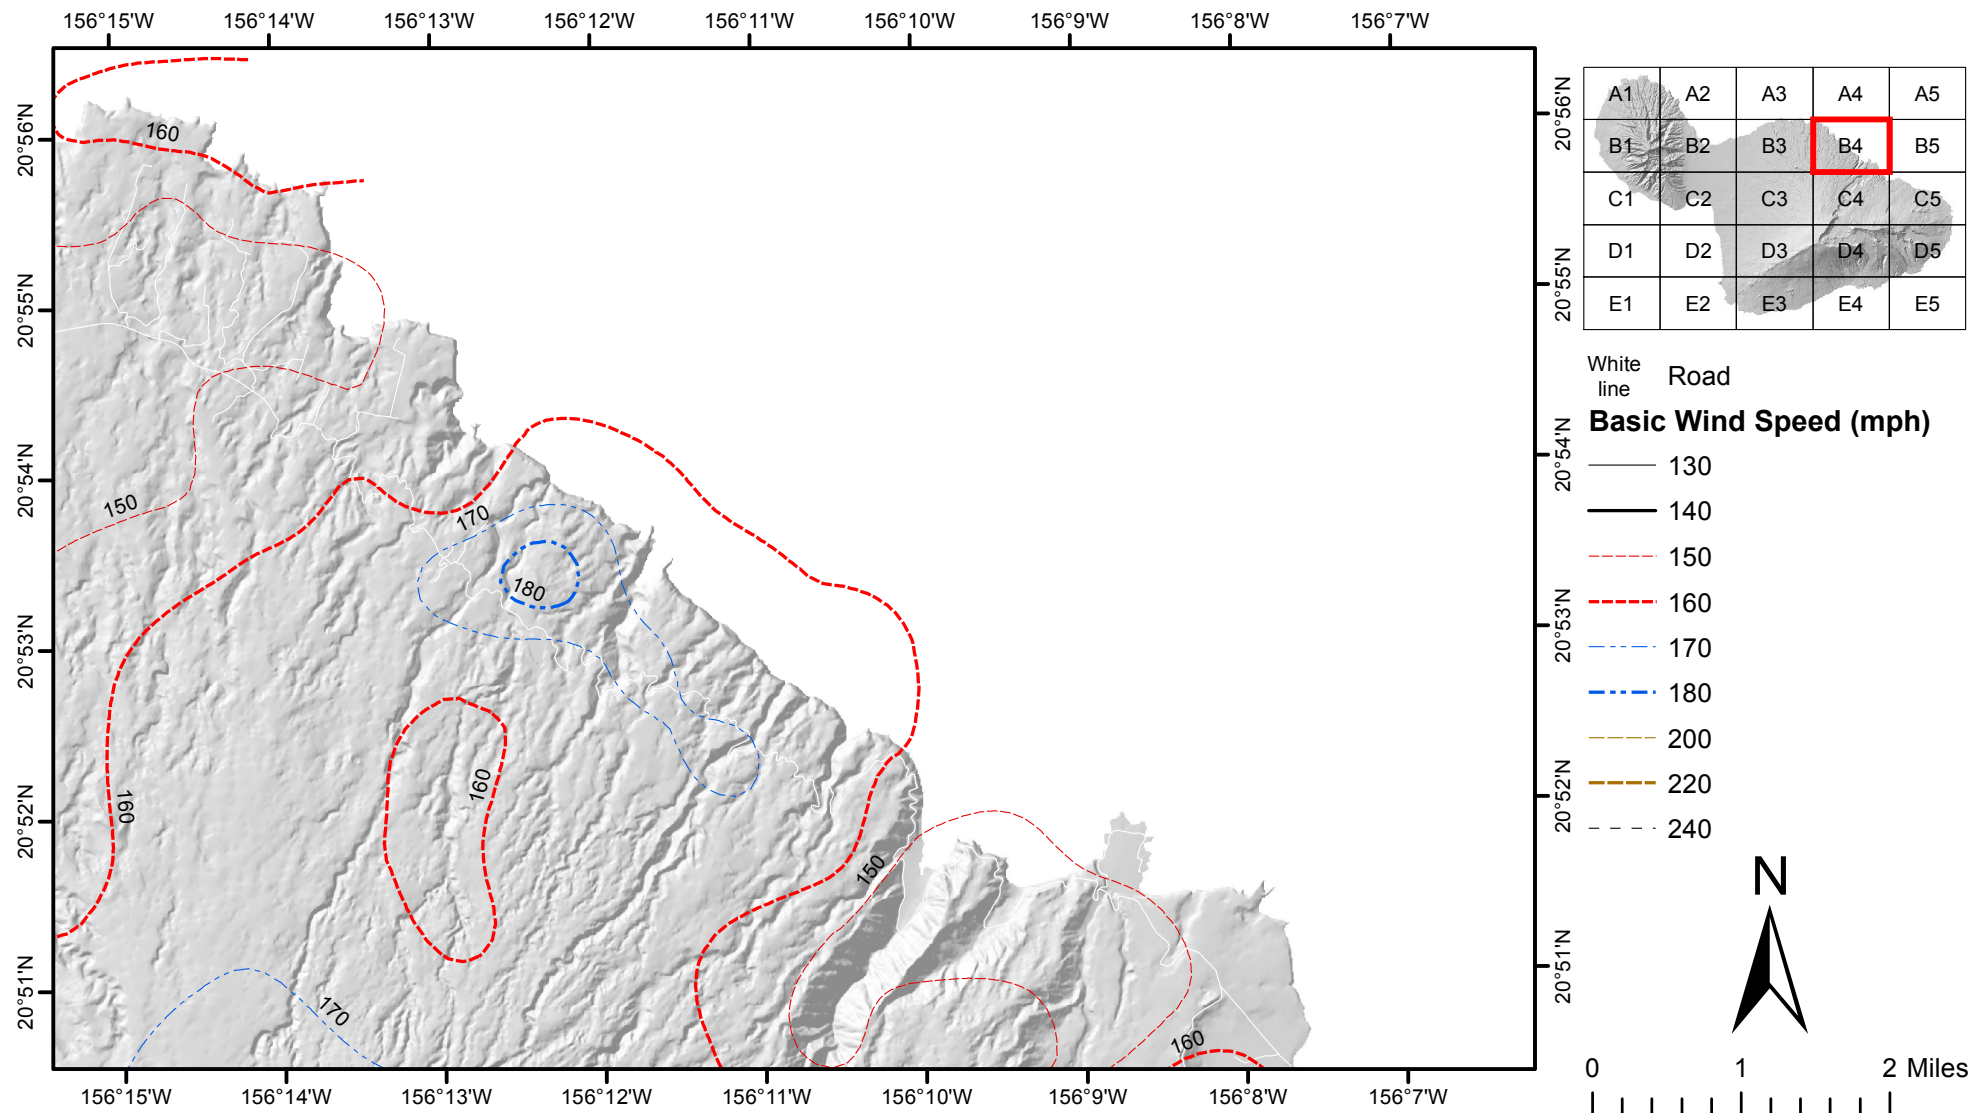 156°15'W 156°14'W 156°13'W 156°12'W 156°11'W 156°10'W 156°9'W 156°8'W 156°7'W
20°56'N
20°55'N
20°54'N
20°53'N
20°52'N
20°51'N
160
150
170
180
160
160
150
170
160
20°56'N
20°55'N
20°54'N
20°53'N
20°52'N
20°51'N
156°15'W 156°14'W 156°13'W 156°12'W 156°11'W 156°10'W 156°9'W 156°8'W 156°7'W
A1 A2 A3 A4 A5
B1 B2 B3 B4 B5
C1 C2 C3 C4 C5
D1 D2 D3 D4 D5
E1 E2 E3 E4 E5
White
line
Road
Basic Wind Speed (mph)
130
140
150
160
170
180
200
220
240
N
0 1 2 Miles